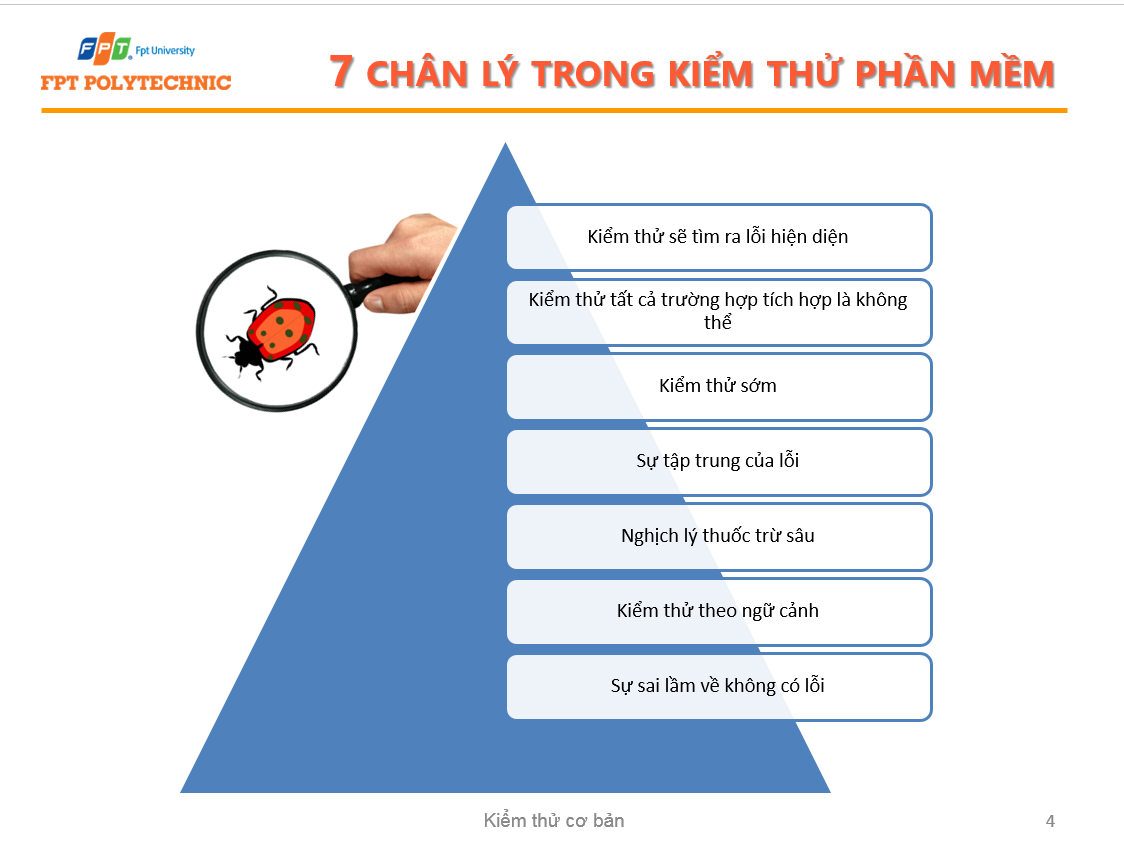 FPT. Fpt University
FPT POLYTECHNIC
7 CHÂN LÝ TRONG KIỂM THỬ PHẦN MỀM
Kiểm thử sẽ tìm ra lỗi hiện diện
Kiểm thử tất cả trường hợp tích hợp là không
thể
Kiểm thử sớm
Sự tập trung của lỗi
Nghịch lý thuốc trừ sâu
Kiểm thử theo ngữ cảnh
Sự sai lầm về không có lỗi
Kiểm thử cơ bản
4